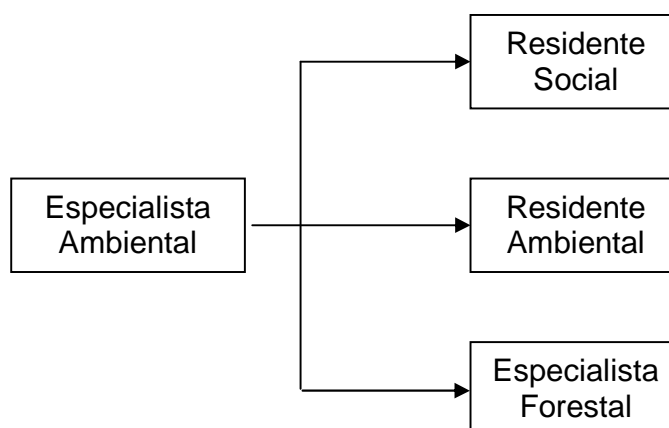 Residente
Social
Especialista
Ambiental
Residente
Ambiental
Especialista
Forestal